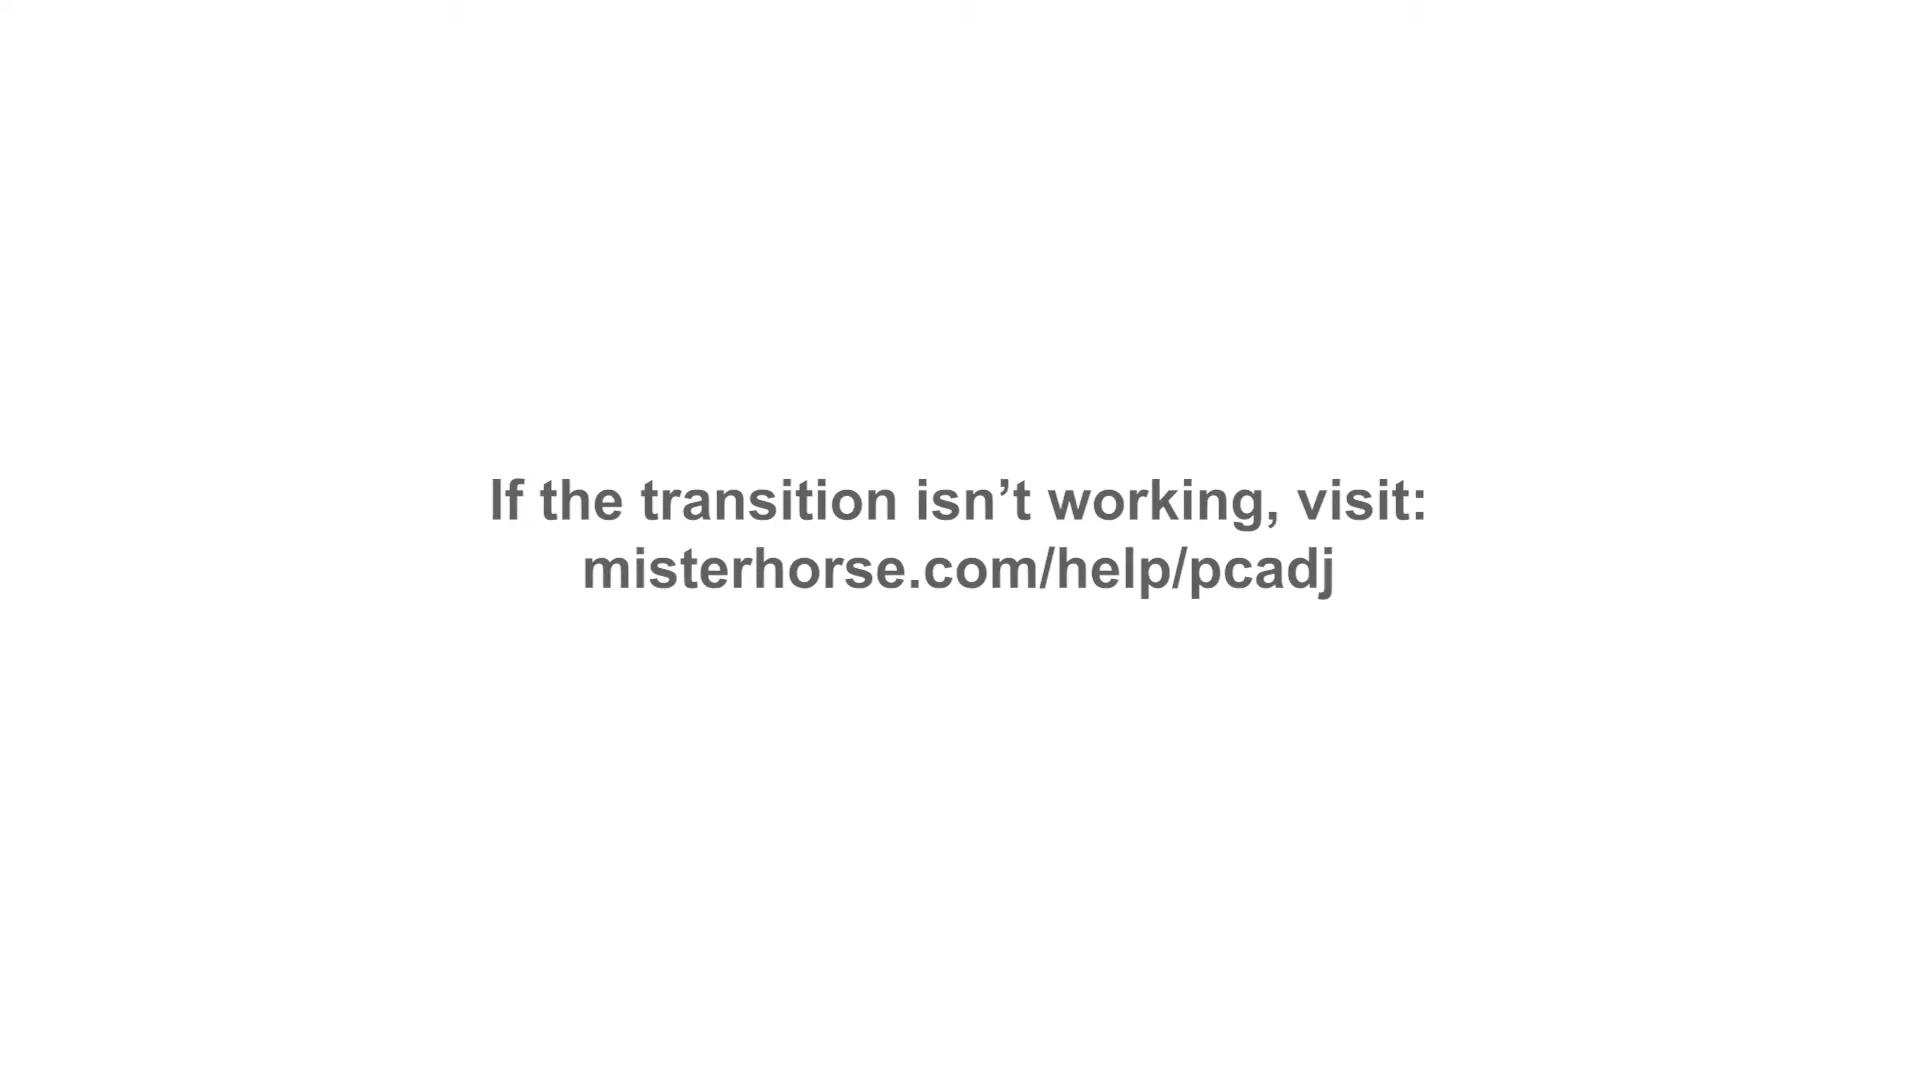 If the transition isn’t working, visit:
misterhorse.com/help/pcadj